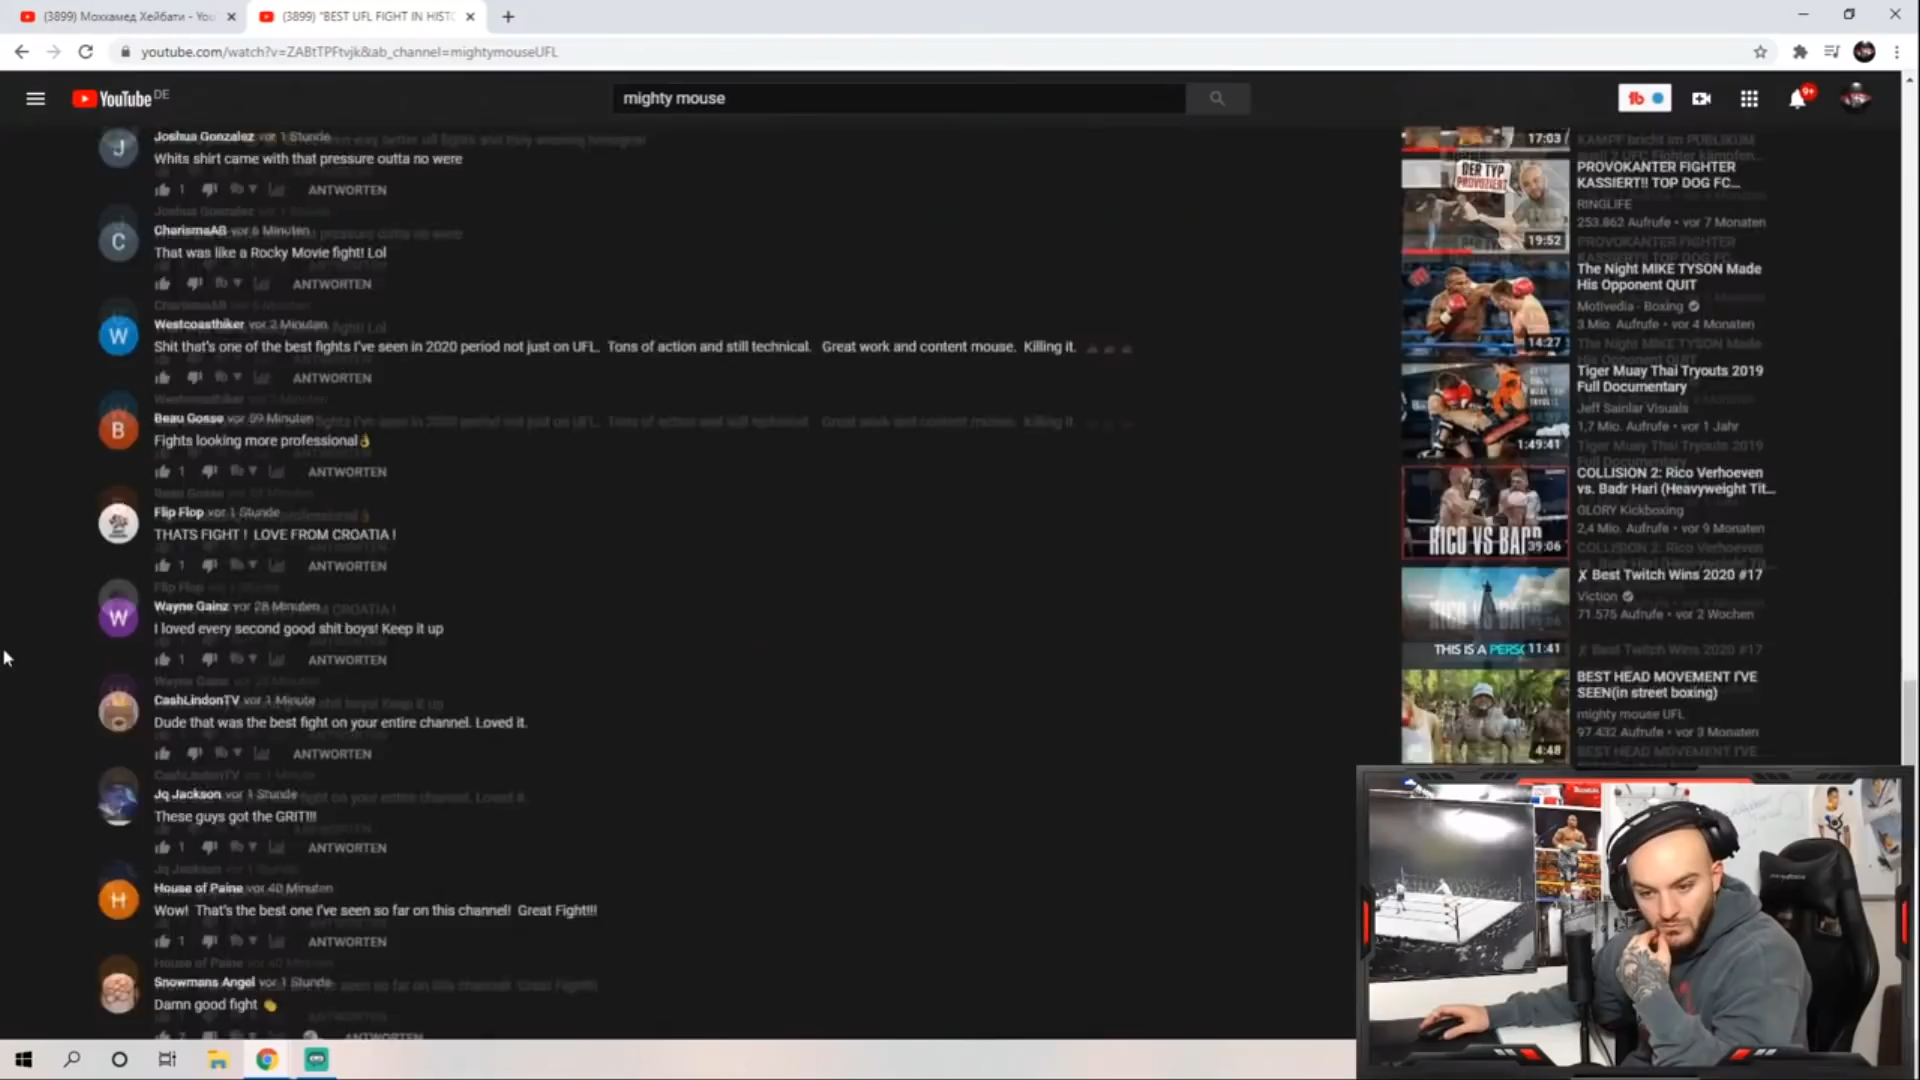 (3899) Моххамед Хейбати - You
(3899) "BEST UFL FIGHT IN HISTO
youtube.com/watch?v=ZABtTPFtvjk&ab_channel=mightymouseUFL
YouTube DE
mighty mouse
9+
Joshua Gonzalez vor 1 Stunde
Whits shirt came with that pressure outta no were
1 ANTWORTEN
CharismaAB vor 6 Minuten
That was like a Rocky Movie fight! Lol
ANTWORTEN
Westcoasthiker vor 2 Minuten
Shit that's one of the best fights I've seen in 2020 period not just on UFL. Tons of action and still technical. Great work and content mouse. Killing it.
ANTWORTEN
Beau Gosse vor 59 Minuten
Fights looking more professional👌
1 ANTWORTEN
Flip Flop vor 1 Stunde
THATS FIGHT ! LOVE FROM CROATIA !
1 ANTWORTEN
Wayne Gainz vor 28 Minuten
I loved every second good shit boys! Keep it up
1 ANTWORTEN
CashLindonTV vor 1 Minute
Dude that was the best fight on your entire channel. Loved it.
ANTWORTEN
Jq Jackson vor 1 Stunde
These guys got the GRIT!!!
1 ANTWORTEN
House of Paine vor 40 Minuten
Wow! That's the best one I've seen so far on this channel! Great Fight!!!
1 ANTWORTEN
Snowmans Angel vor 1 Stunde
Damn good fight 👏
ANTWORTEN
17:03
KAMPF bricht im PUBLIKUM
DER TYP
PROVOZIERT
19:52
PROVOKANTER FIGHTER
KASSIERT!! TOP DOG FC...
RINGLIFE
253.862 Aufrufe • vor 7 Monaten
14:27
The Night MIKE TYSON Made
His Opponent QUIT
Motivedia - Boxing
3 Mio. Aufrufe • vor 4 Monaten
1:49:41
Tiger Muay Thai Tryouts 2019
Full Documentary
Jeff Sainlar Visuals
1,7 Mio. Aufrufe • vor 1 Jahr
RICO VS BADR
39:06
COLLISION 2: Rico Verhoeven
vs. Badr Hari (Heavyweight Tit...
GLORY Kickboxing
2,4 Mio. Aufrufe • vor 9 Monaten
THIS IS A PERS
11:41
✗ Best Twitch Wins 2020 #17
Viction
71.575 Aufrufe • vor 2 Wochen
4:48
BEST HEAD MOVEMENT I'VE
SEEN(in street boxing)
mighty mouse UFL
97.432 Aufrufe • vor 3 Monaten